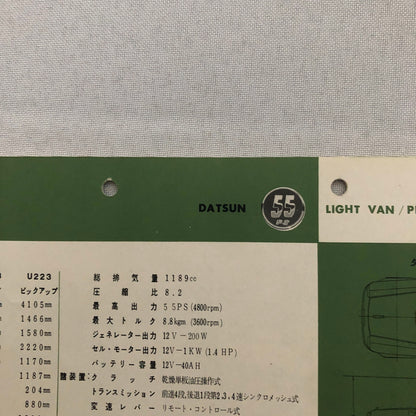 DATSUN 55 LIGHT VAN / P
U223
ピックアップ
4105mm
1466mm
1580mm
2220mm
1170mm
1187mm
204mm
880mm
総排気量 1189cc
圧縮比 8.2
最高出力 55PS (4800rpm)
最大トルク 8.8kgm (3600rpm)
ジェネレーター出力 12V−200W
セル・モーター出力 12V−1KW (1.4HP)
バッテリー容量 12V−40AH
クラッチ 乾燥単板油圧操作式
トランスミッション 前進4段,後退1段第2.3.4速シンクロメッシュ式
変速レバー リモート・コントロール式